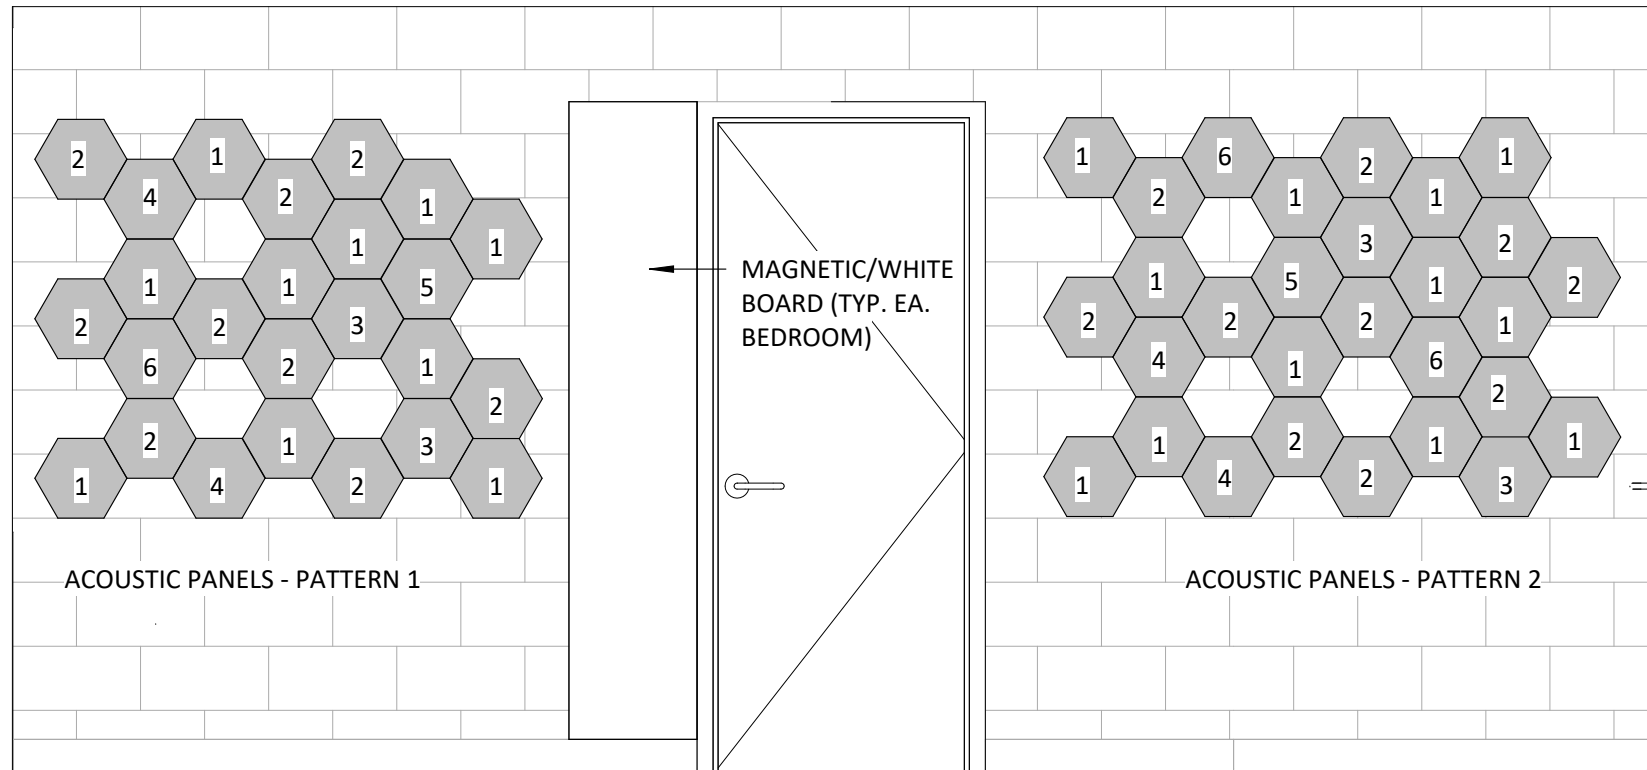 2 1 2
4 2 1
1 1
1 1 5
2 2 3
6 2 1
2
2 1 3
1 4 2 1
ACOUSTIC PANELS - PATTERN 1
MAGNETIC/WHITE
BOARD (TYP. EA.
BEDROOM)
1 6 2 1
2 1 1
3 2
1 5 1 2
2 2 2 1
4 1 6
2
1 2 1 1
1 4 2 3
ACOUSTIC PANELS - PATTERN 2